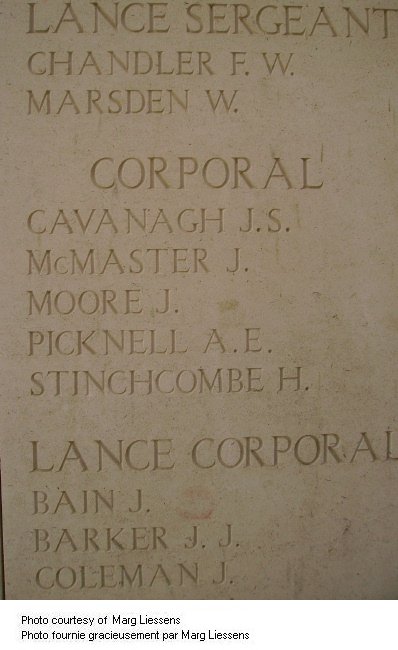 LANCE SERGEANT
CHANDLER F. W.
MARSDEN W.
CORPORAL
CAVANAGH J.S.
McMASTER J.
MOORE J.
PICKNELL A.E.
STINCHCOMBE H.
LANCE CORPORAL
BAIN J.
BARKER J. J.
COLEMAN J.
Photo courtesy of Marg Liessens
Photo fournie gracieusement par Marg Liessens